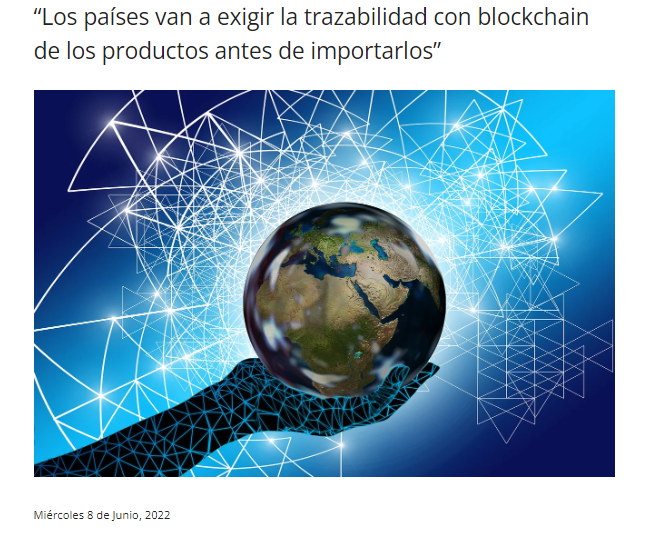 “Los países van a exigir la trazabilidad con blockchain
de los productos antes de importarlos”
Miércoles 8 de Junio, 2022